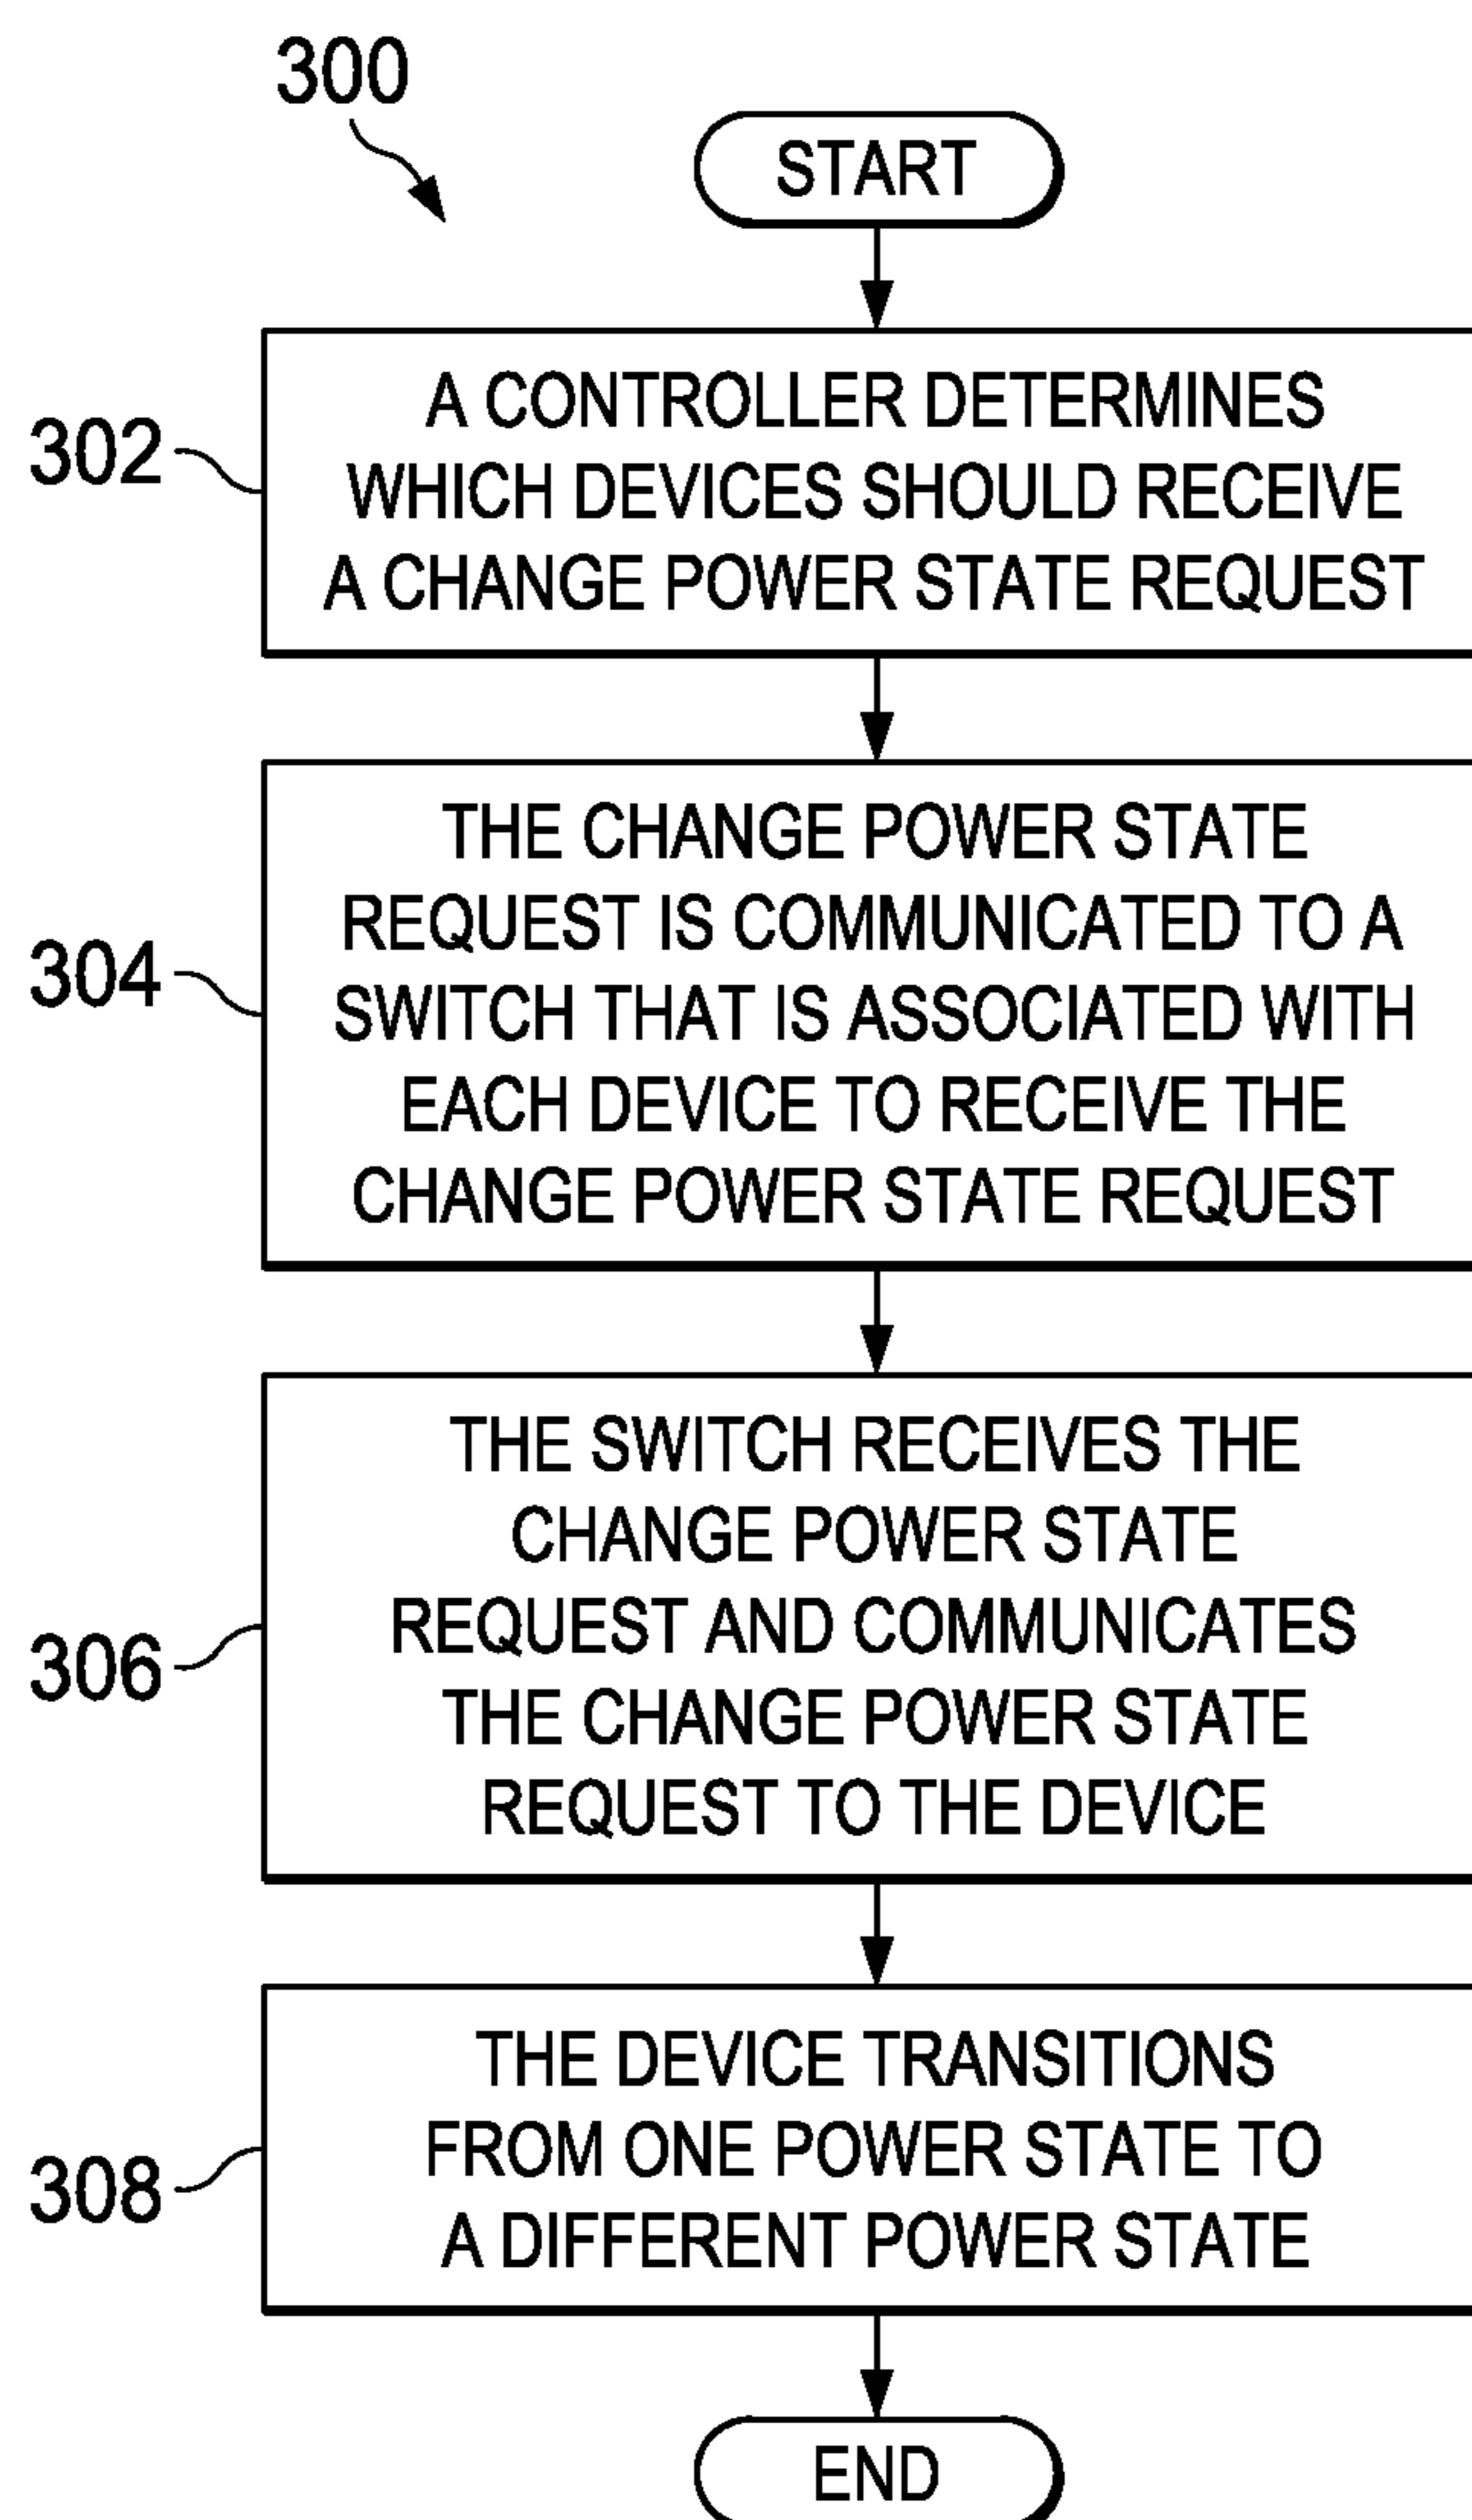 300
START
302
A CONTROLLER DETERMINES
WHICH DEVICES SHOULD RECEIVE
A CHANGE POWER STATE REQUEST
304
THE CHANGE POWER STATE
REQUEST IS COMMUNICATED TO A
SWITCH THAT IS ASSOCIATED WITH
EACH DEVICE TO RECEIVE THE
CHANGE POWER STATE REQUEST
306
THE SWITCH RECEIVES THE
CHANGE POWER STATE
REQUEST AND COMMUNICATES
THE CHANGE POWER STATE
REQUEST TO THE DEVICE
308
THE DEVICE TRANSITIONS
FROM ONE POWER STATE TO
A DIFFERENT POWER STATE
END